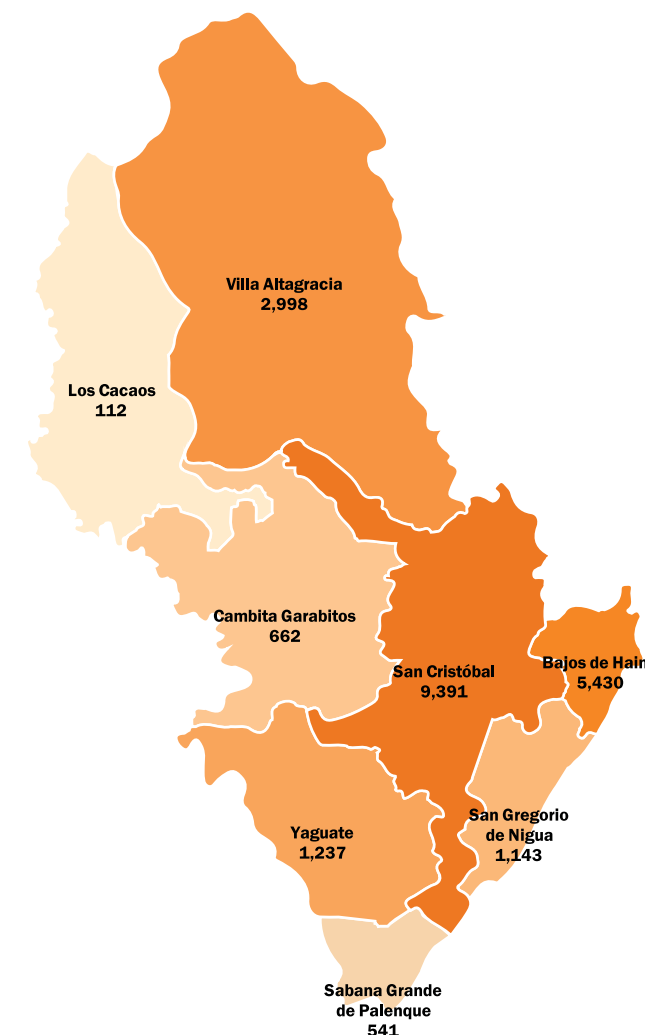 Villa Altagracia
2,998
Los Cacaos
112
Cambita Garabitos
662
San Cristóbal
9,391
Bajos de Hain
5,430
San Gregorio
de Nigua
1,143
Yaguate
1,237
Sabana Grande
de Palenque
541